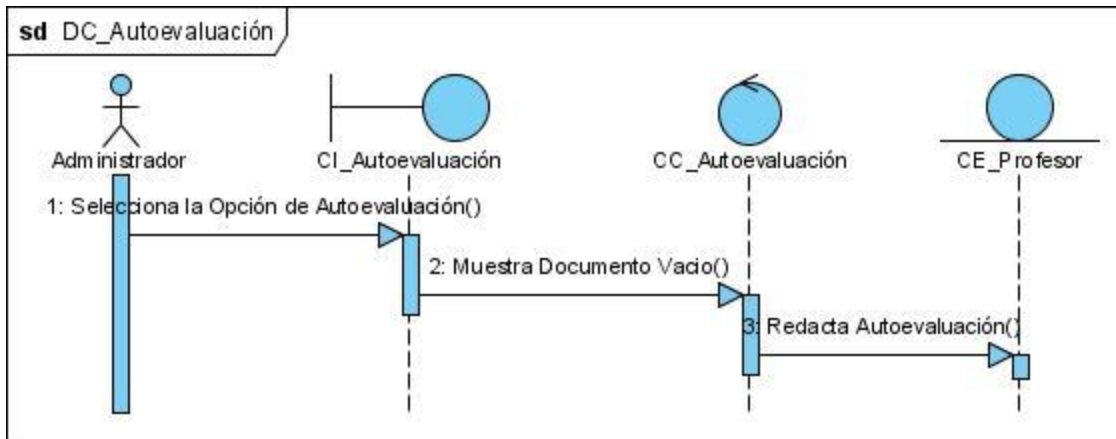 sd DC_Autoevaluación
Administrador
CI_Autoevaluación
CC_Autoevaluación
CE_Profesor
1: Selecciona la Opción de Autoevaluación()
2: Muestra Documento Vacio()
3: Redacta Autoevaluación()